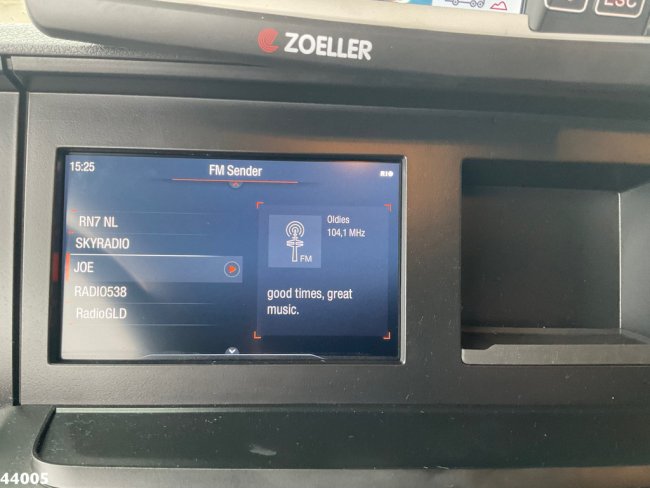 ESC
ZOELLER
15:25
FM Sender
RN7 NL
SKYRADIO
JOE
RADIO538
RadioGLD
Oldies
104,1 MHz
FM
good times, great
music.
44005